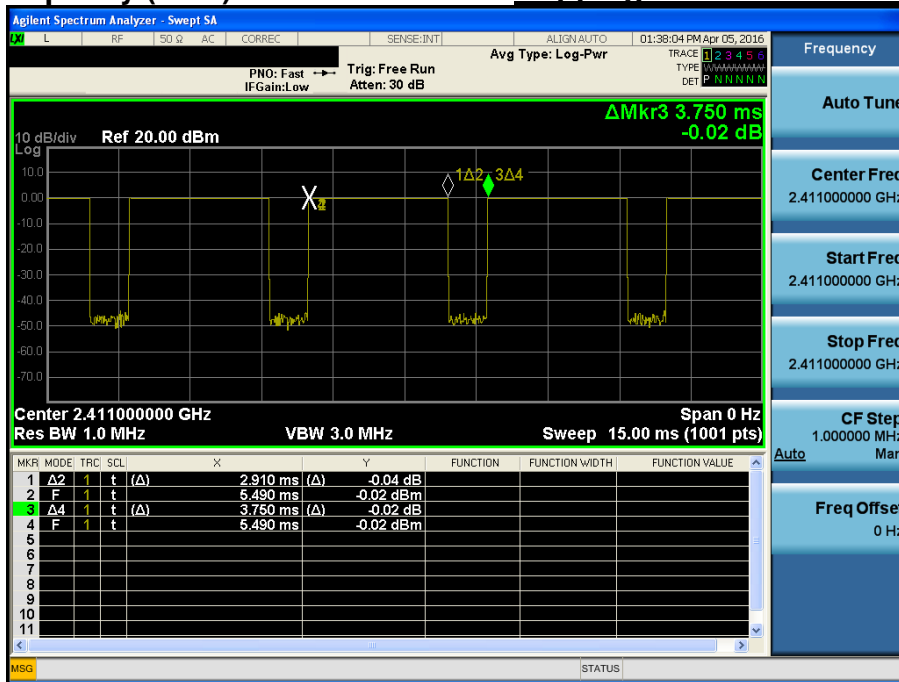 Agilent Spectrum Analyzer - Swept SA
LXI L RF 50 Ω AC CORREC SENSE:INT ALIGNAUTO 01:38:04 PM Apr 05, 2016
Avg Type: Log-Pwr
TRACE 1 2 3 4 5 6
TYPE WWWWWW
DET P N N N N N
PNO: Fast
IFGain:Low
Trig: Free Run
Atten: 30 dB
Frequency
Auto Tune
Center Freq
2.411000000 GHz
Start Freq
2.411000000 GHz
Stop Freq
2.411000000 GHz
CF Step
1.000000 MHz
Auto Man
Freq Offset
0 Hz
ΔMkr3 3.750 ms
-0.02 dB
10 dB/div Ref 20.00 dBm
Log
10.0
0.00
-10.0
-20.0
-30.0
-40.0
-50.0
-60.0
-70.0
1Δ2 3Δ4
X
Center 2.411000000 GHz Span 0 Hz
Res BW 1.0 MHz VBW 3.0 MHz Sweep 15.00 ms (1001 pts)
MKR MODE TRC SCL X Y FUNCTION FUNCTION WIDTH FUNCTION VALUE
1 Δ2 1 t (Δ) 2.910 ms (Δ) -0.04 dB
2 F 1 t 5.490 ms -0.02 dBm
3 Δ4 1 t (Δ) 3.750 ms (Δ) -0.02 dB
4 F 1 t 5.490 ms -0.02 dBm
5
6
7
8
9
10
11
MSG STATUS